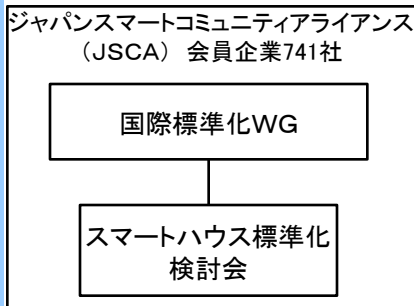 ジャパンスマートコミュニティアライアンス
（JSCA） 会員企業741社
国際標準化WG
スマートハウス標準化
検討会